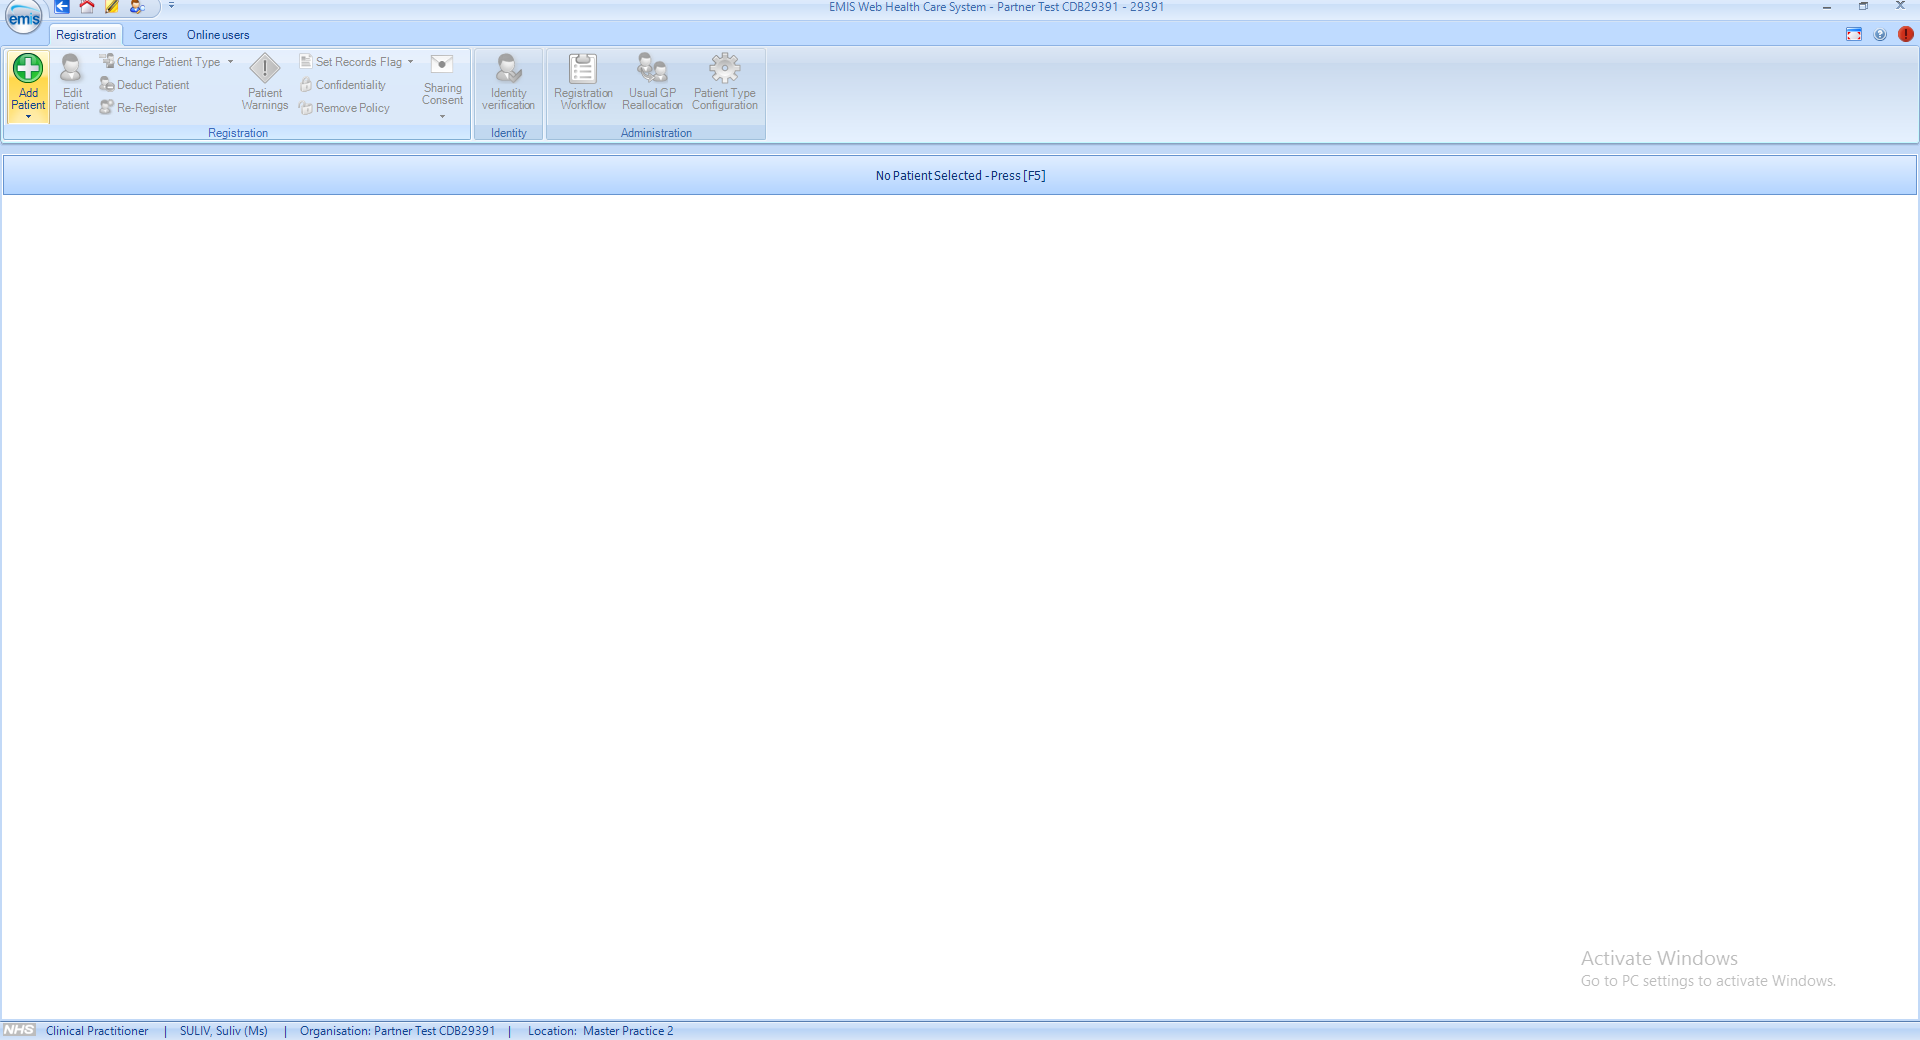 EMIS Web Health Care System - Partner Test CDB29391 - 29391
emis
Registration
Carers
Online users
Add
Patient
Edit
Patient
Change Patient Type
Deduct Patient
Re-Register
Patient
Warnings
Set Records Flag
Confidentiality
Remove Policy
Sharing
Consent
Registration
Identity
verification
Identity
Registration
Workflow
Usual GP
Reallocation
Patient Type
Configuration
Administration
No Patient Selected - Press [F5]
Activate Windows
Go to PC settings to activate Windows.
NHS Clinical Practitioner | SULIV, Suliv (Ms) | Organisation: Partner Test CDB29391 | Location: Master Practice 2